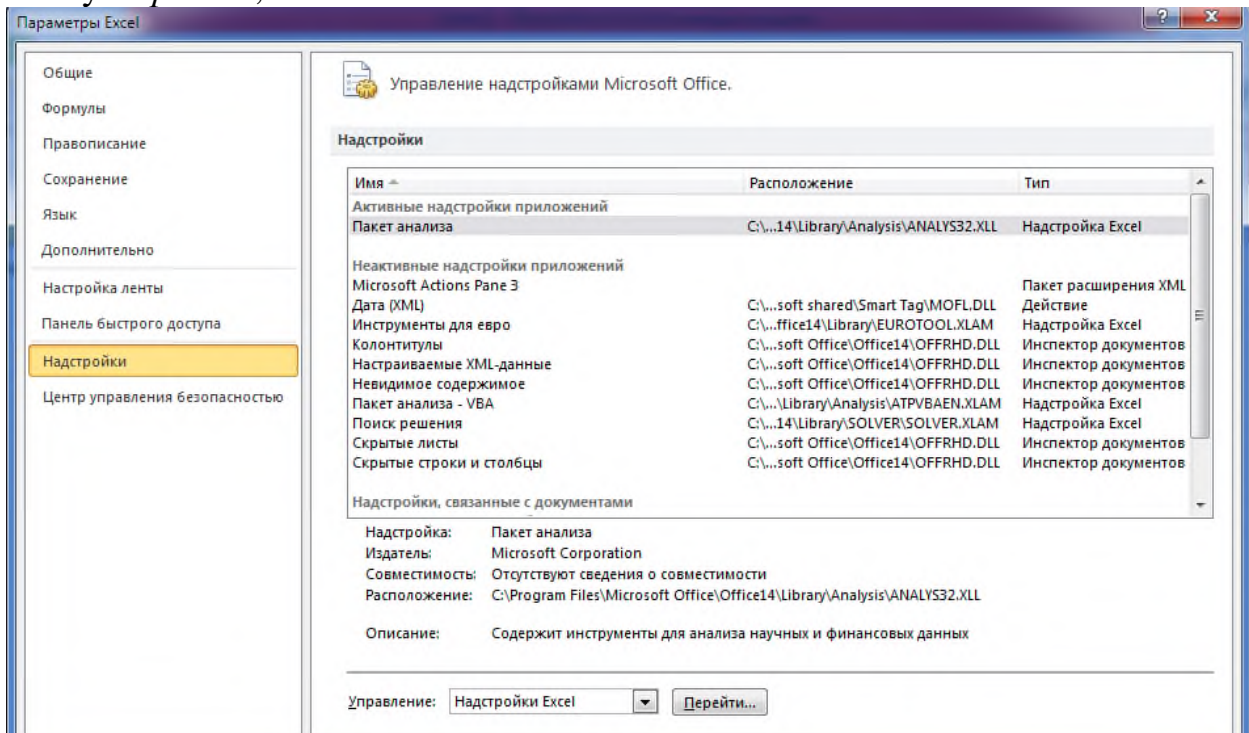 Параметры Excel
Общие
Формулы
Правописание
Сохранение
Язык
Дополнительно
Настройка ленты
Панель быстрого доступа
Надстройки
Центр управления безопасностью
Управление надстройками Microsoft Office.
Надстройки
Имя Расположение Тип
Активные надстройки приложений
Пакет анализа C:\...14\Library\Analysis\ANALYS32.XLL Надстройка Excel
Неактивные надстройки приложений
Microsoft Actions Pane 3 Пакет расширения XML
Дата (XML) C:\...soft shared\Smart Tag\MOFL.DLL Действие
Инструменты для евро C:\...ffice14\Library\EUROTOOL.XLAM Надстройка Excel
Колонтитулы C:\...soft Office\Office14\OFFRHD.DLL Инспектор документов
Настраиваемые XML-данные C:\...soft Office\Office14\OFFRHD.DLL Инспектор документов
Невидимое содержимое C:\...soft Office\Office14\OFFRHD.DLL Инспектор документов
Пакет анализа - VBA C:\...\Library\Analysis\ATPVBAEN.XLAM Надстройка Excel
Поиск решения C:\...14\Library\SOLVER\SOLVER.XLAM Надстройка Excel
Скрытые листы C:\...soft Office\Office14\OFFRHD.DLL Инспектор документов
Скрытые строки и столбцы C:\...soft Office\Office14\OFFRHD.DLL Инспектор документов
Надстройки, связанные с документами
Надстройка: Пакет анализа
Издатель: Microsoft Corporation
Совместимость: Отсутствуют сведения о совместимости
Расположение: C:\Program Files\Microsoft Office\Office14\Library\Analysis\ANALYS32.XLL
Описание: Содержит инструменты для анализа научных и финансовых данных
Управление: Надстройки Excel Перейти...